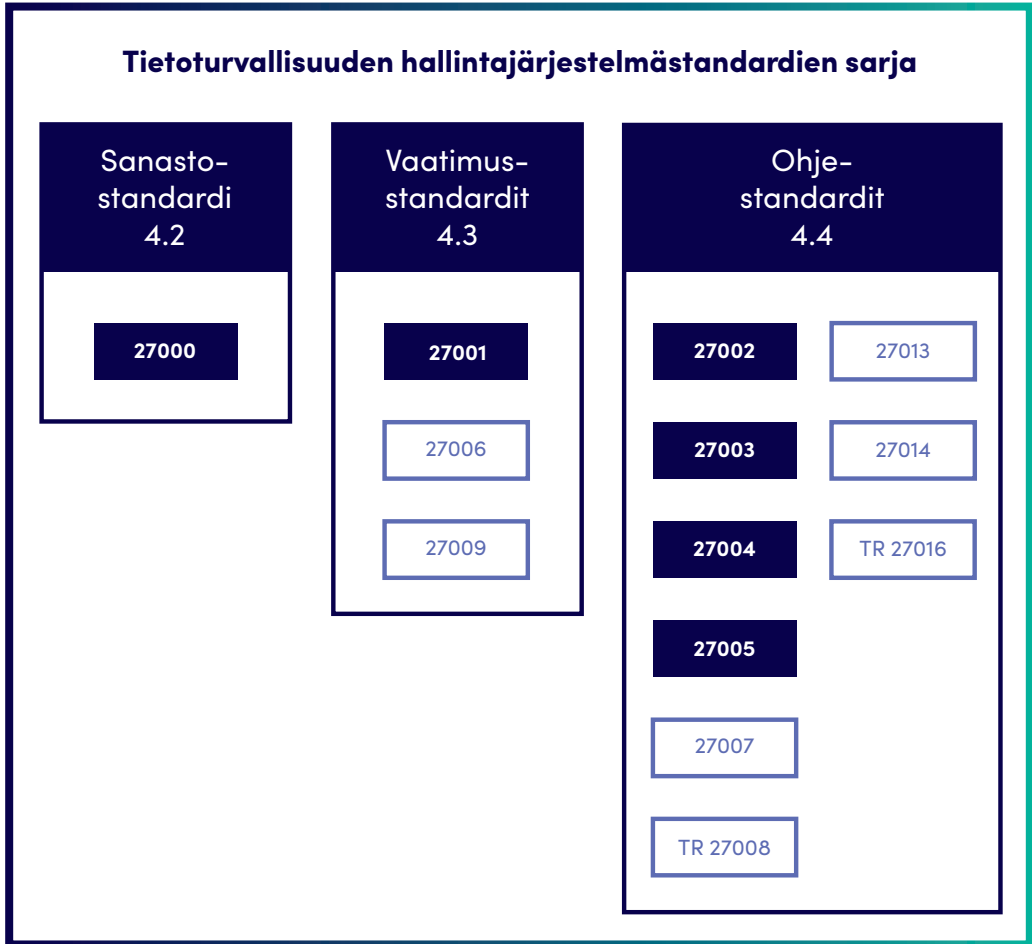 Tietoturvallisuuden hallintajärjestelmästandardien sarja
Sanasto-
standardi
4.2
27000
Vaatimus-
standardit
4.3
27001
27006
27009
Ohje-
standardit
4.4
27002
27003
27004
27005
27007
TR 27008
27013
27014
TR 27016